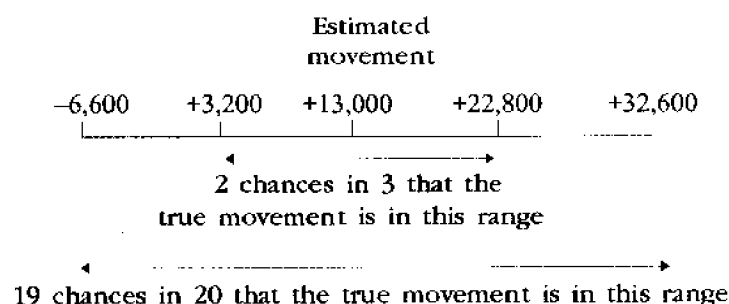 Estimated
movement
–6,600 +3,200 +13,000 +22,800 +32,600
2 chances in 3 that the
true movement is in this range
19 chances in 20 that the true movement is in this range